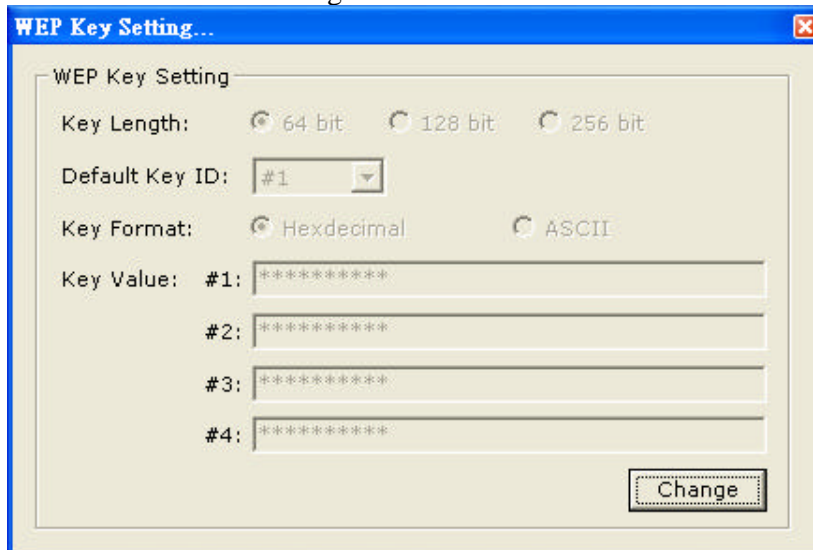 WEP Key Setting...
WEP Key Setting
Key Length: 64 bit 128 bit 256 bit
Default Key ID: #1
Key Format: Hexdecimal ASCII
Key Value: #1: **********
#2: **********
#3: **********
#4: **********
Change